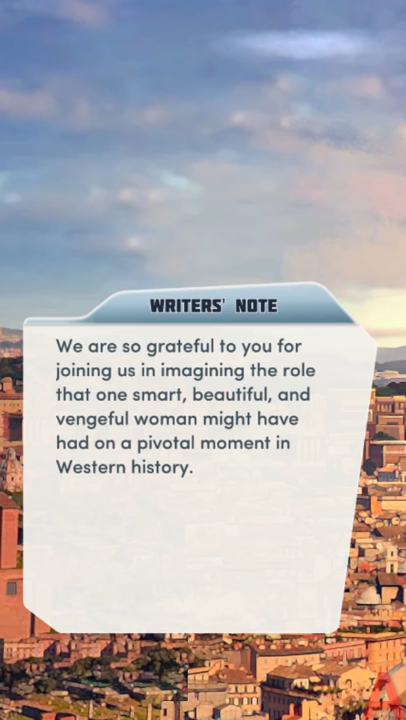 WRITERS' NOTE
We are so grateful to you for
joining us in imagining the role
that one smart, beautiful, and
vengeful woman might have
had on a pivotal moment in
Western history.